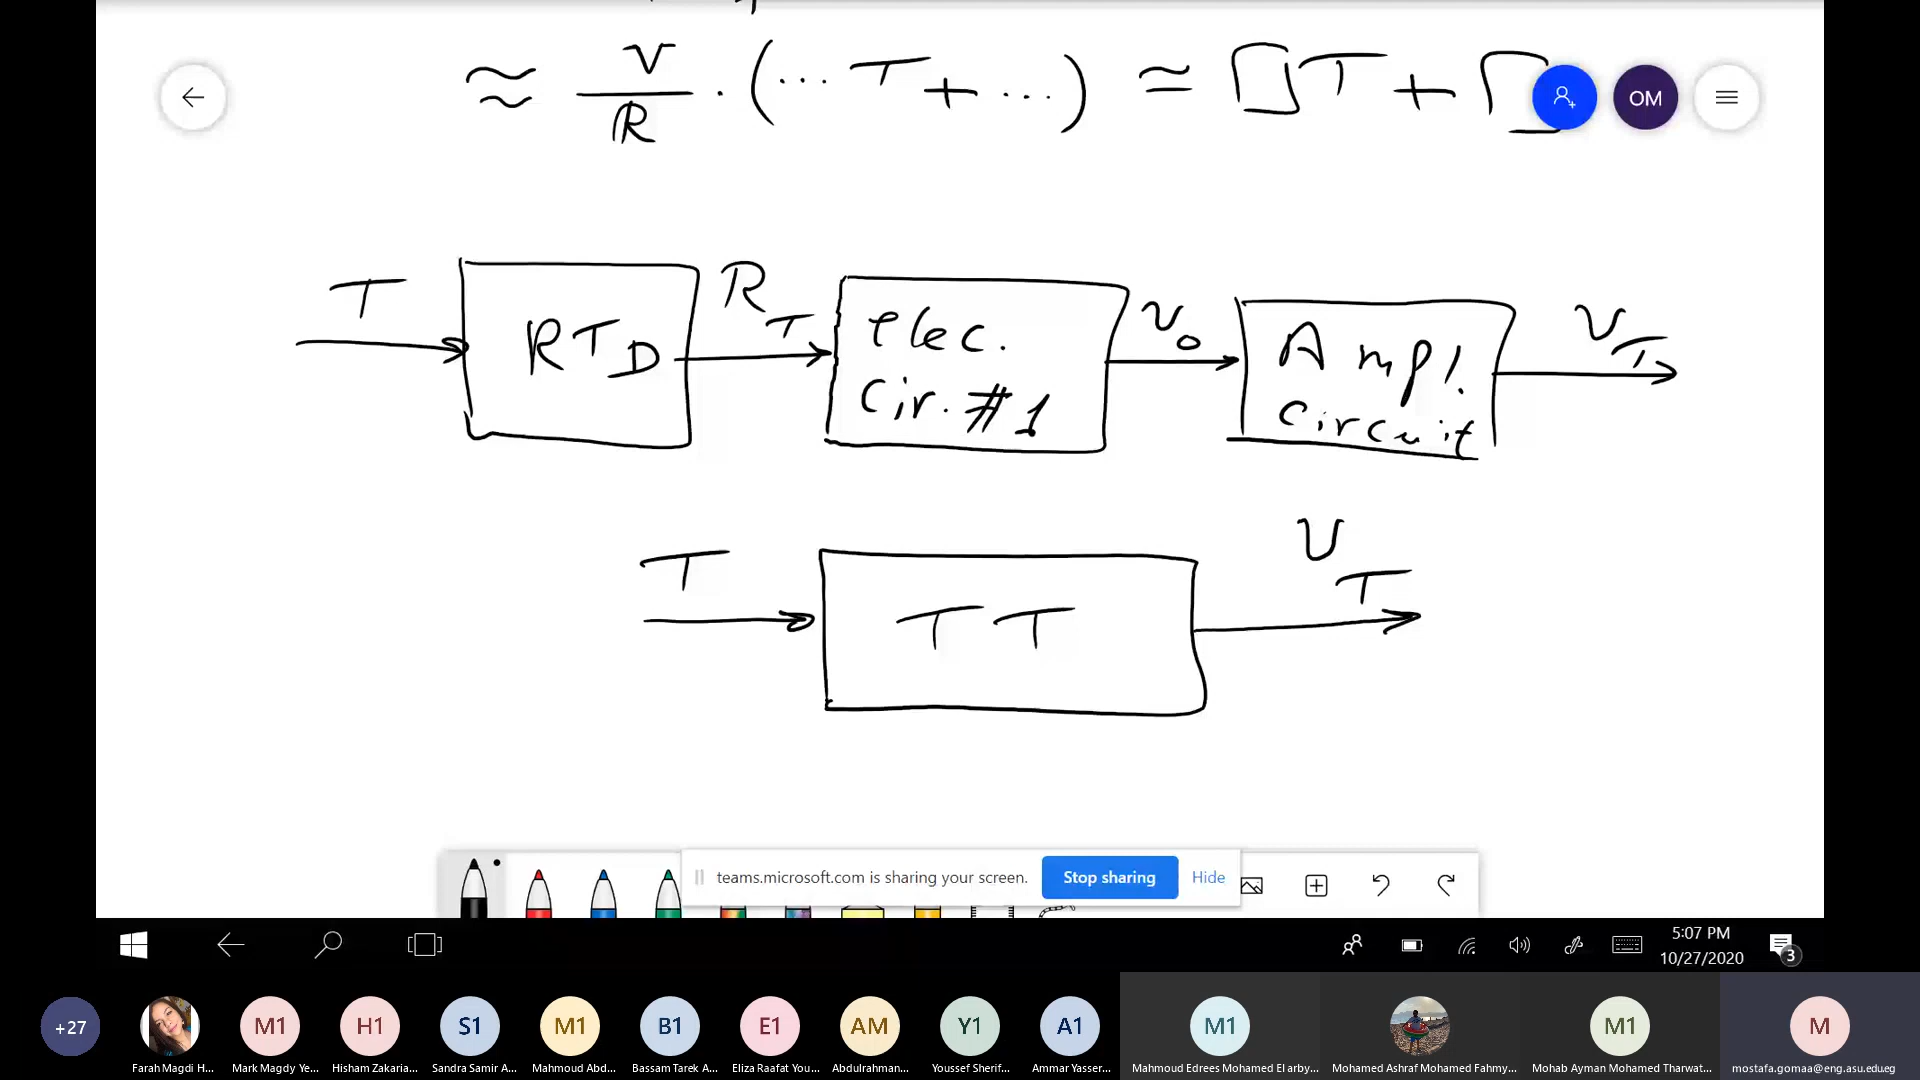 ≈ V/R · (... T + ...) ≈ □ T + □
OM
T
RTD
R_T
elec.
Cir. #1
v_o
Ampl.
Circuit
V_T
T
TT
V_T
teams.microsoft.com is sharing your screen.
Stop sharing
Hide
5:07 PM
10/27/2020
3
+27
M1
H1
S1
M1
B1
E1
AM
Y1
A1
M1
M1
M
Farah Magdi H...
Mark Magdy Ye...
Hisham Zakaria...
Sandra Samir A...
Mahmoud Abd...
Bassam Tarek A...
Eliza Raafat You...
Abdulrahman...
Youssef Sherif...
Ammar Yasser...
Mahmoud Edrees Mohamed El arby...
Mohamed Ashraf Mohamed Fahmy...
Mohab Ayman Mohamed Tharwat...
mostafa.gomaa@eng.asu.edu.eg